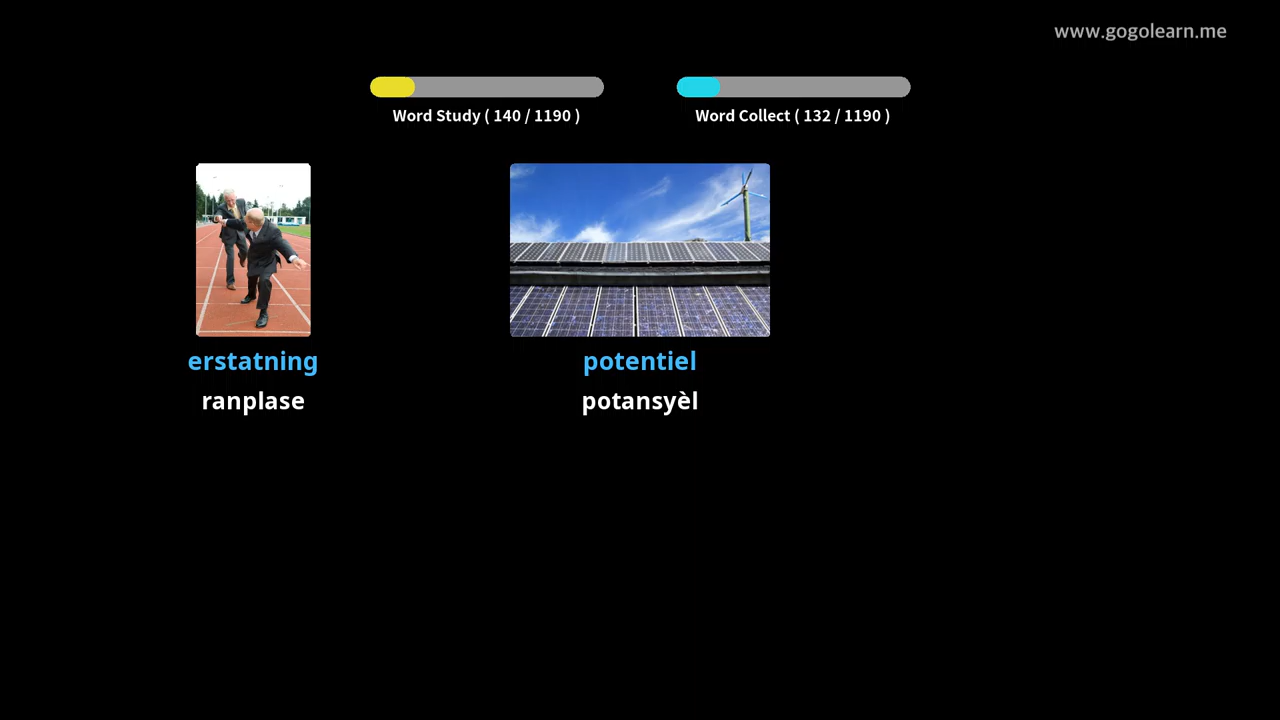 www.gogolearn.me
Word Study ( 140 / 1190 )
Word Collect ( 132 / 1190 )
erstatning
ranplase
potentiel
potansyèl